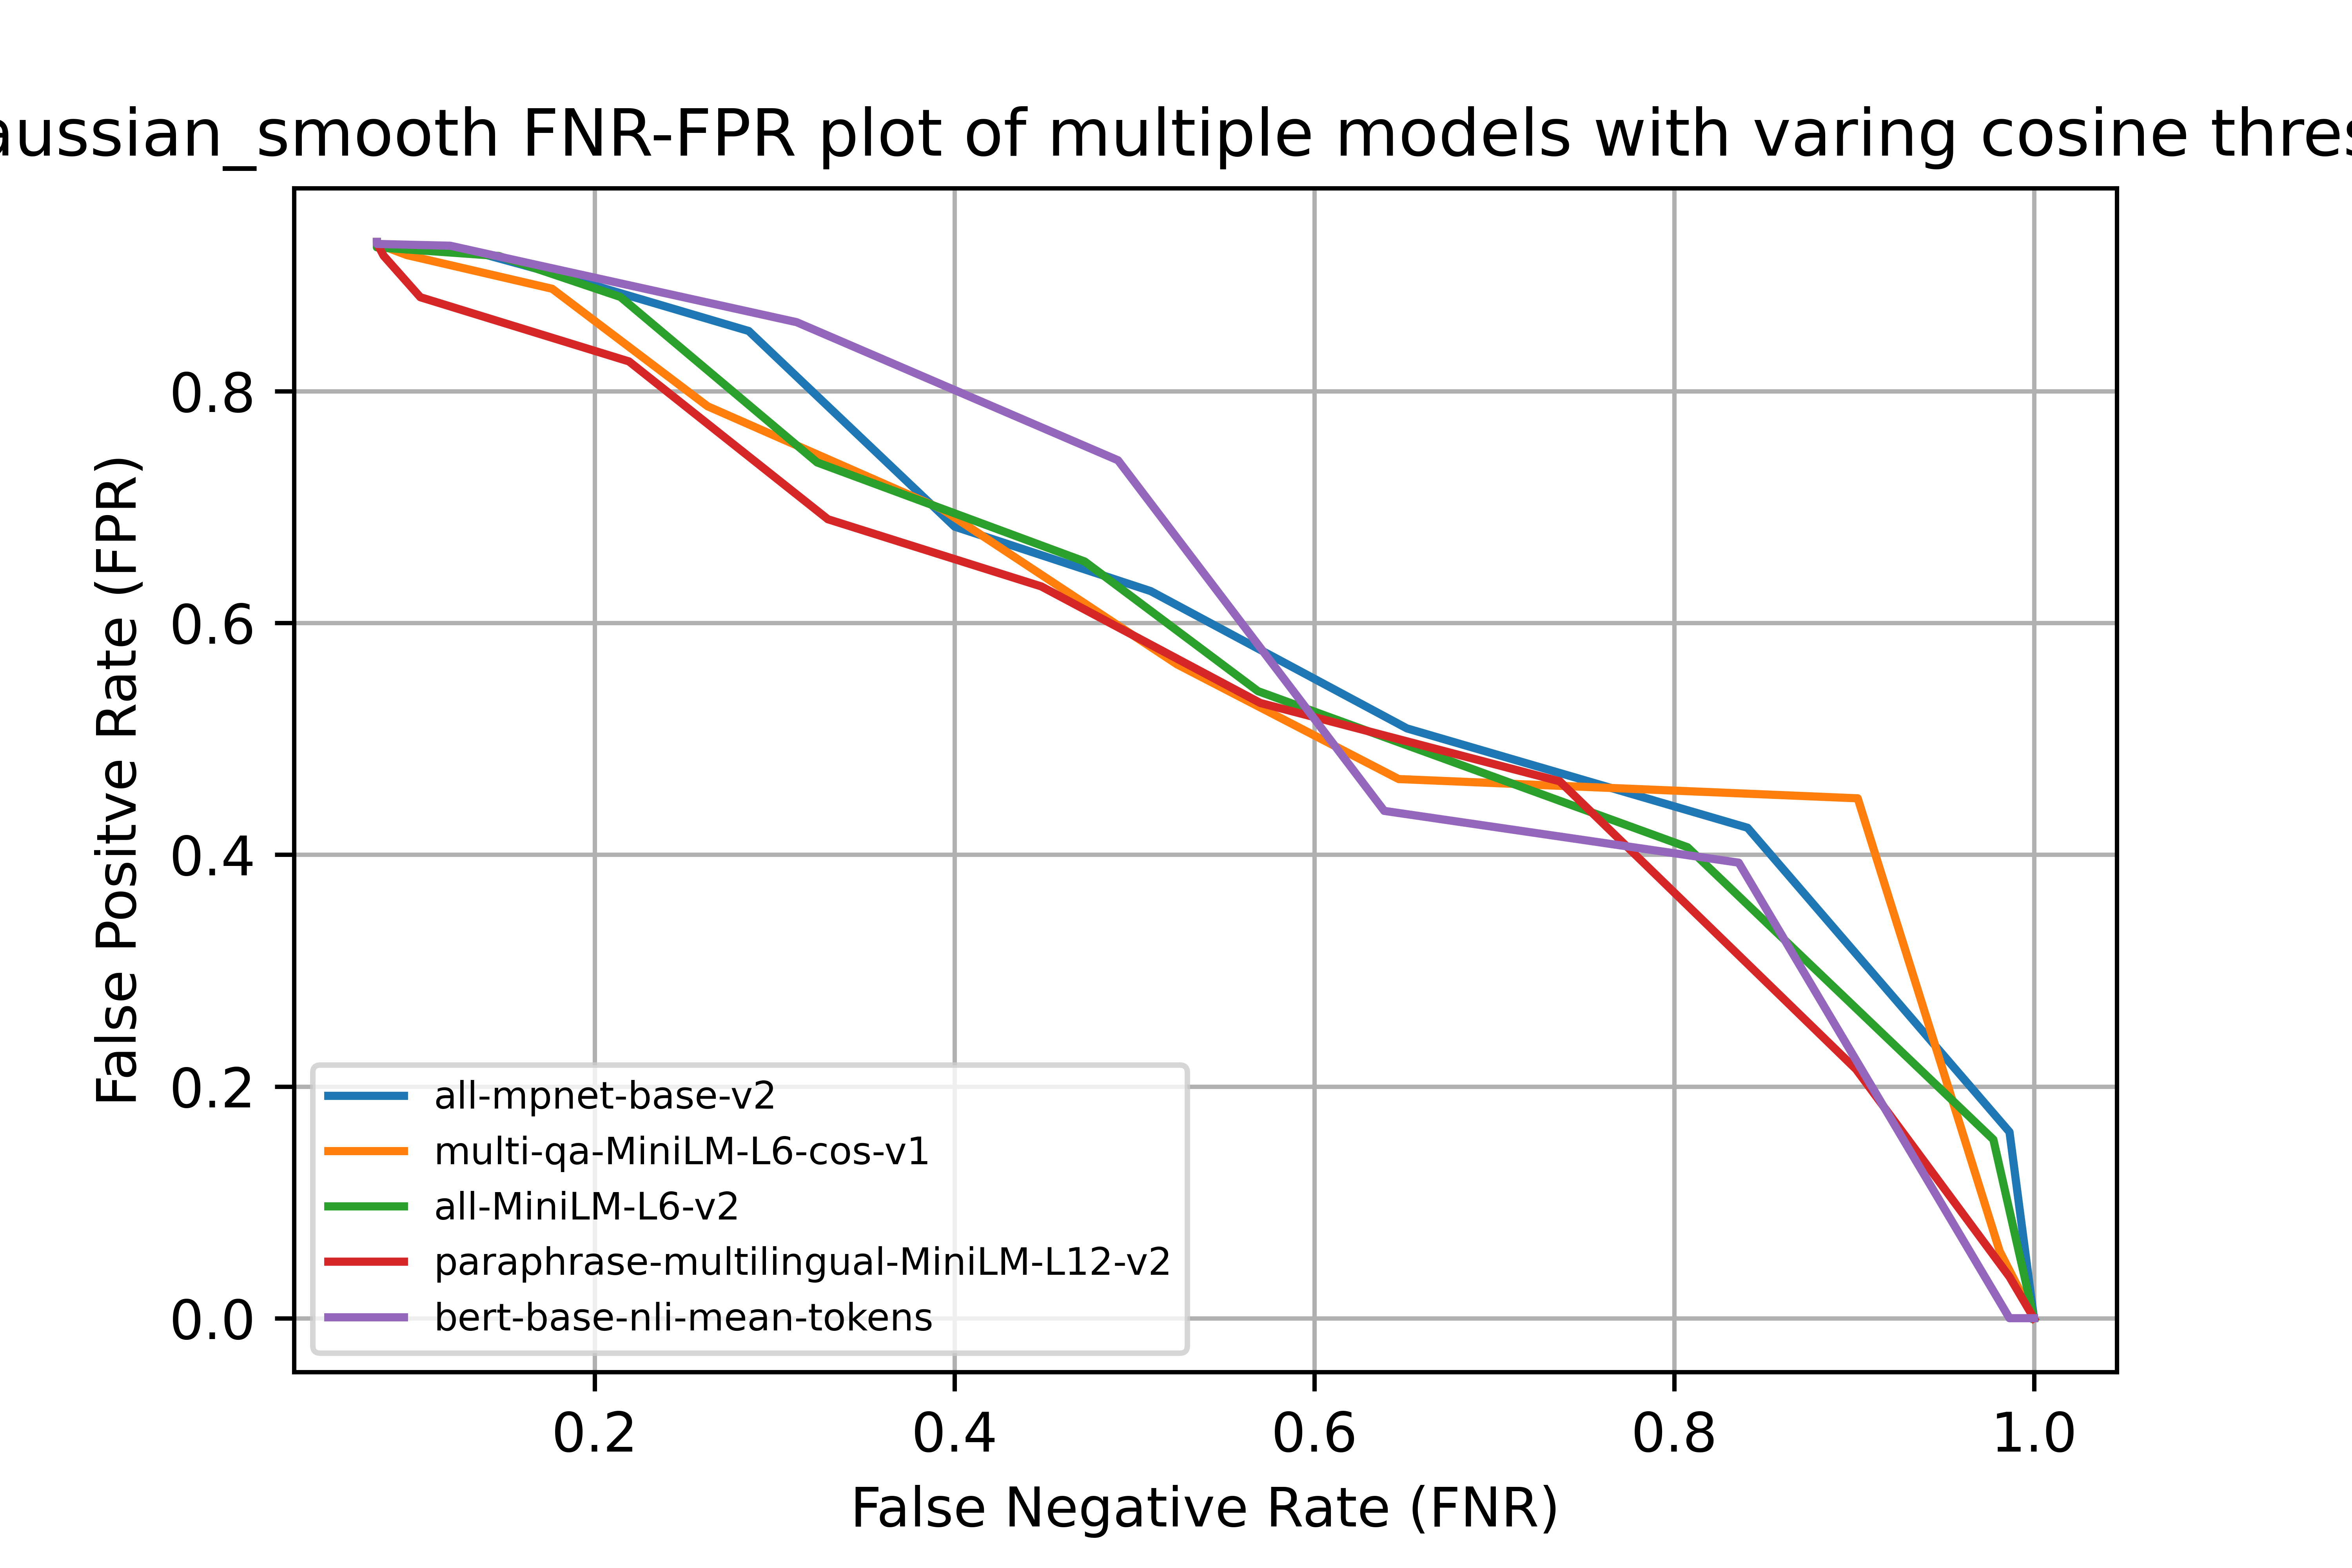 aussian_smooth FNR-FPR plot of multiple models with varing cosine thres
False Positve Rate (FPR)
0.8
0.6
0.4
0.2
0.0
all-mpnet-base-v2
multi-qa-MiniLM-L6-cos-v1
all-MiniLM-L6-v2
paraphrase-multilingual-MiniLM-L12-v2
bert-base-nli-mean-tokens
0.2 0.4 0.6 0.8 1.0
False Negative Rate (FNR)